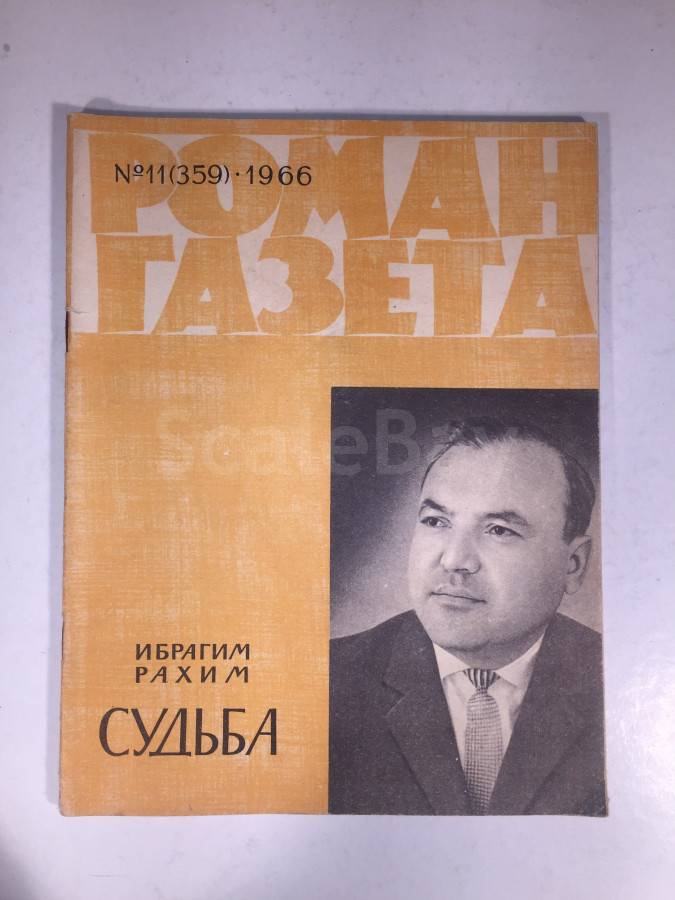 РОМАН
№11(359)·1966
ГАЗЕТА
ИБРАГИМ
РАХИМ
СУДЬБА